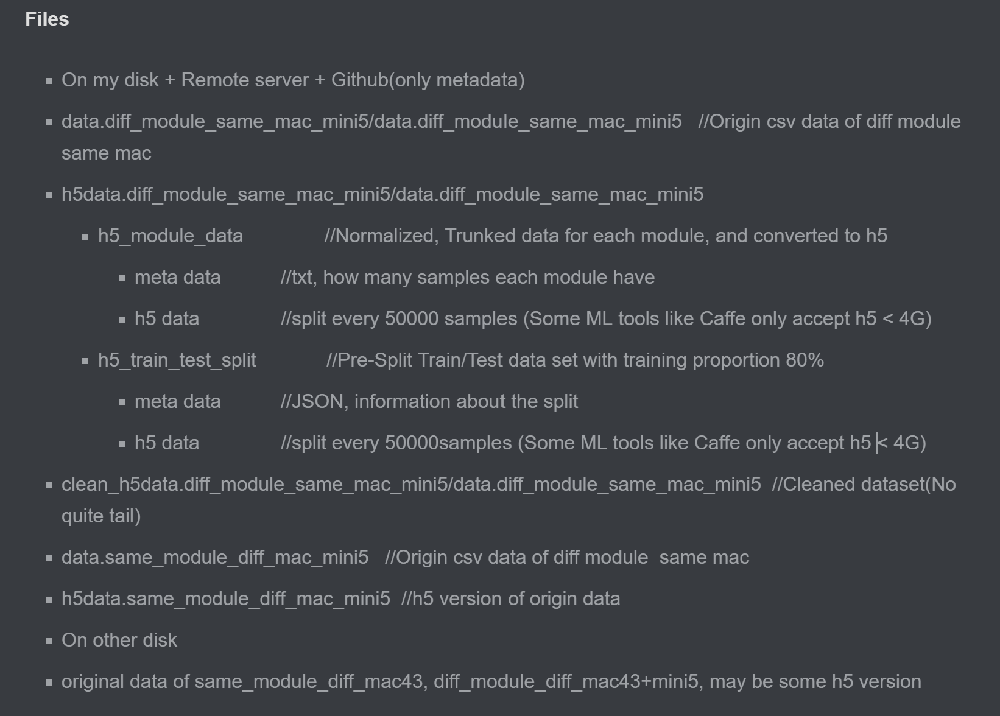 Files
On my disk + Remote server + Github(only metadata)
data.diff_module_same_mac_mini5/data.diff_module_same_mac_mini5   //Origin csv data of diff module
same mac
h5data.diff_module_same_mac_mini5/data.diff_module_same_mac_mini5
h5_module_data //Normalized, Trunked data for each module, and converted to h5
meta data //txt, how many samples each module have
h5 data //split every 50000 samples (Some ML tools like Caffe only accept h5 < 4G)
h5_train_test_split //Pre-Split Train/Test data set with training proportion 80%
meta data //JSON, information about the split
h5 data //split every 50000samples (Some ML tools like Caffe only accept h5 < 4G)
clean_h5data.diff_module_same_mac_mini5/data.diff_module_same_mac_mini5  //Cleaned dataset(No
quite tail)
data.same_module_diff_mac_mini5   //Origin csv data of diff module  same mac
h5data.same_module_diff_mac_mini5  //h5 version of origin data
On other disk
original data of same_module_diff_mac43, diff_module_diff_mac43+mini5, may be some h5 version